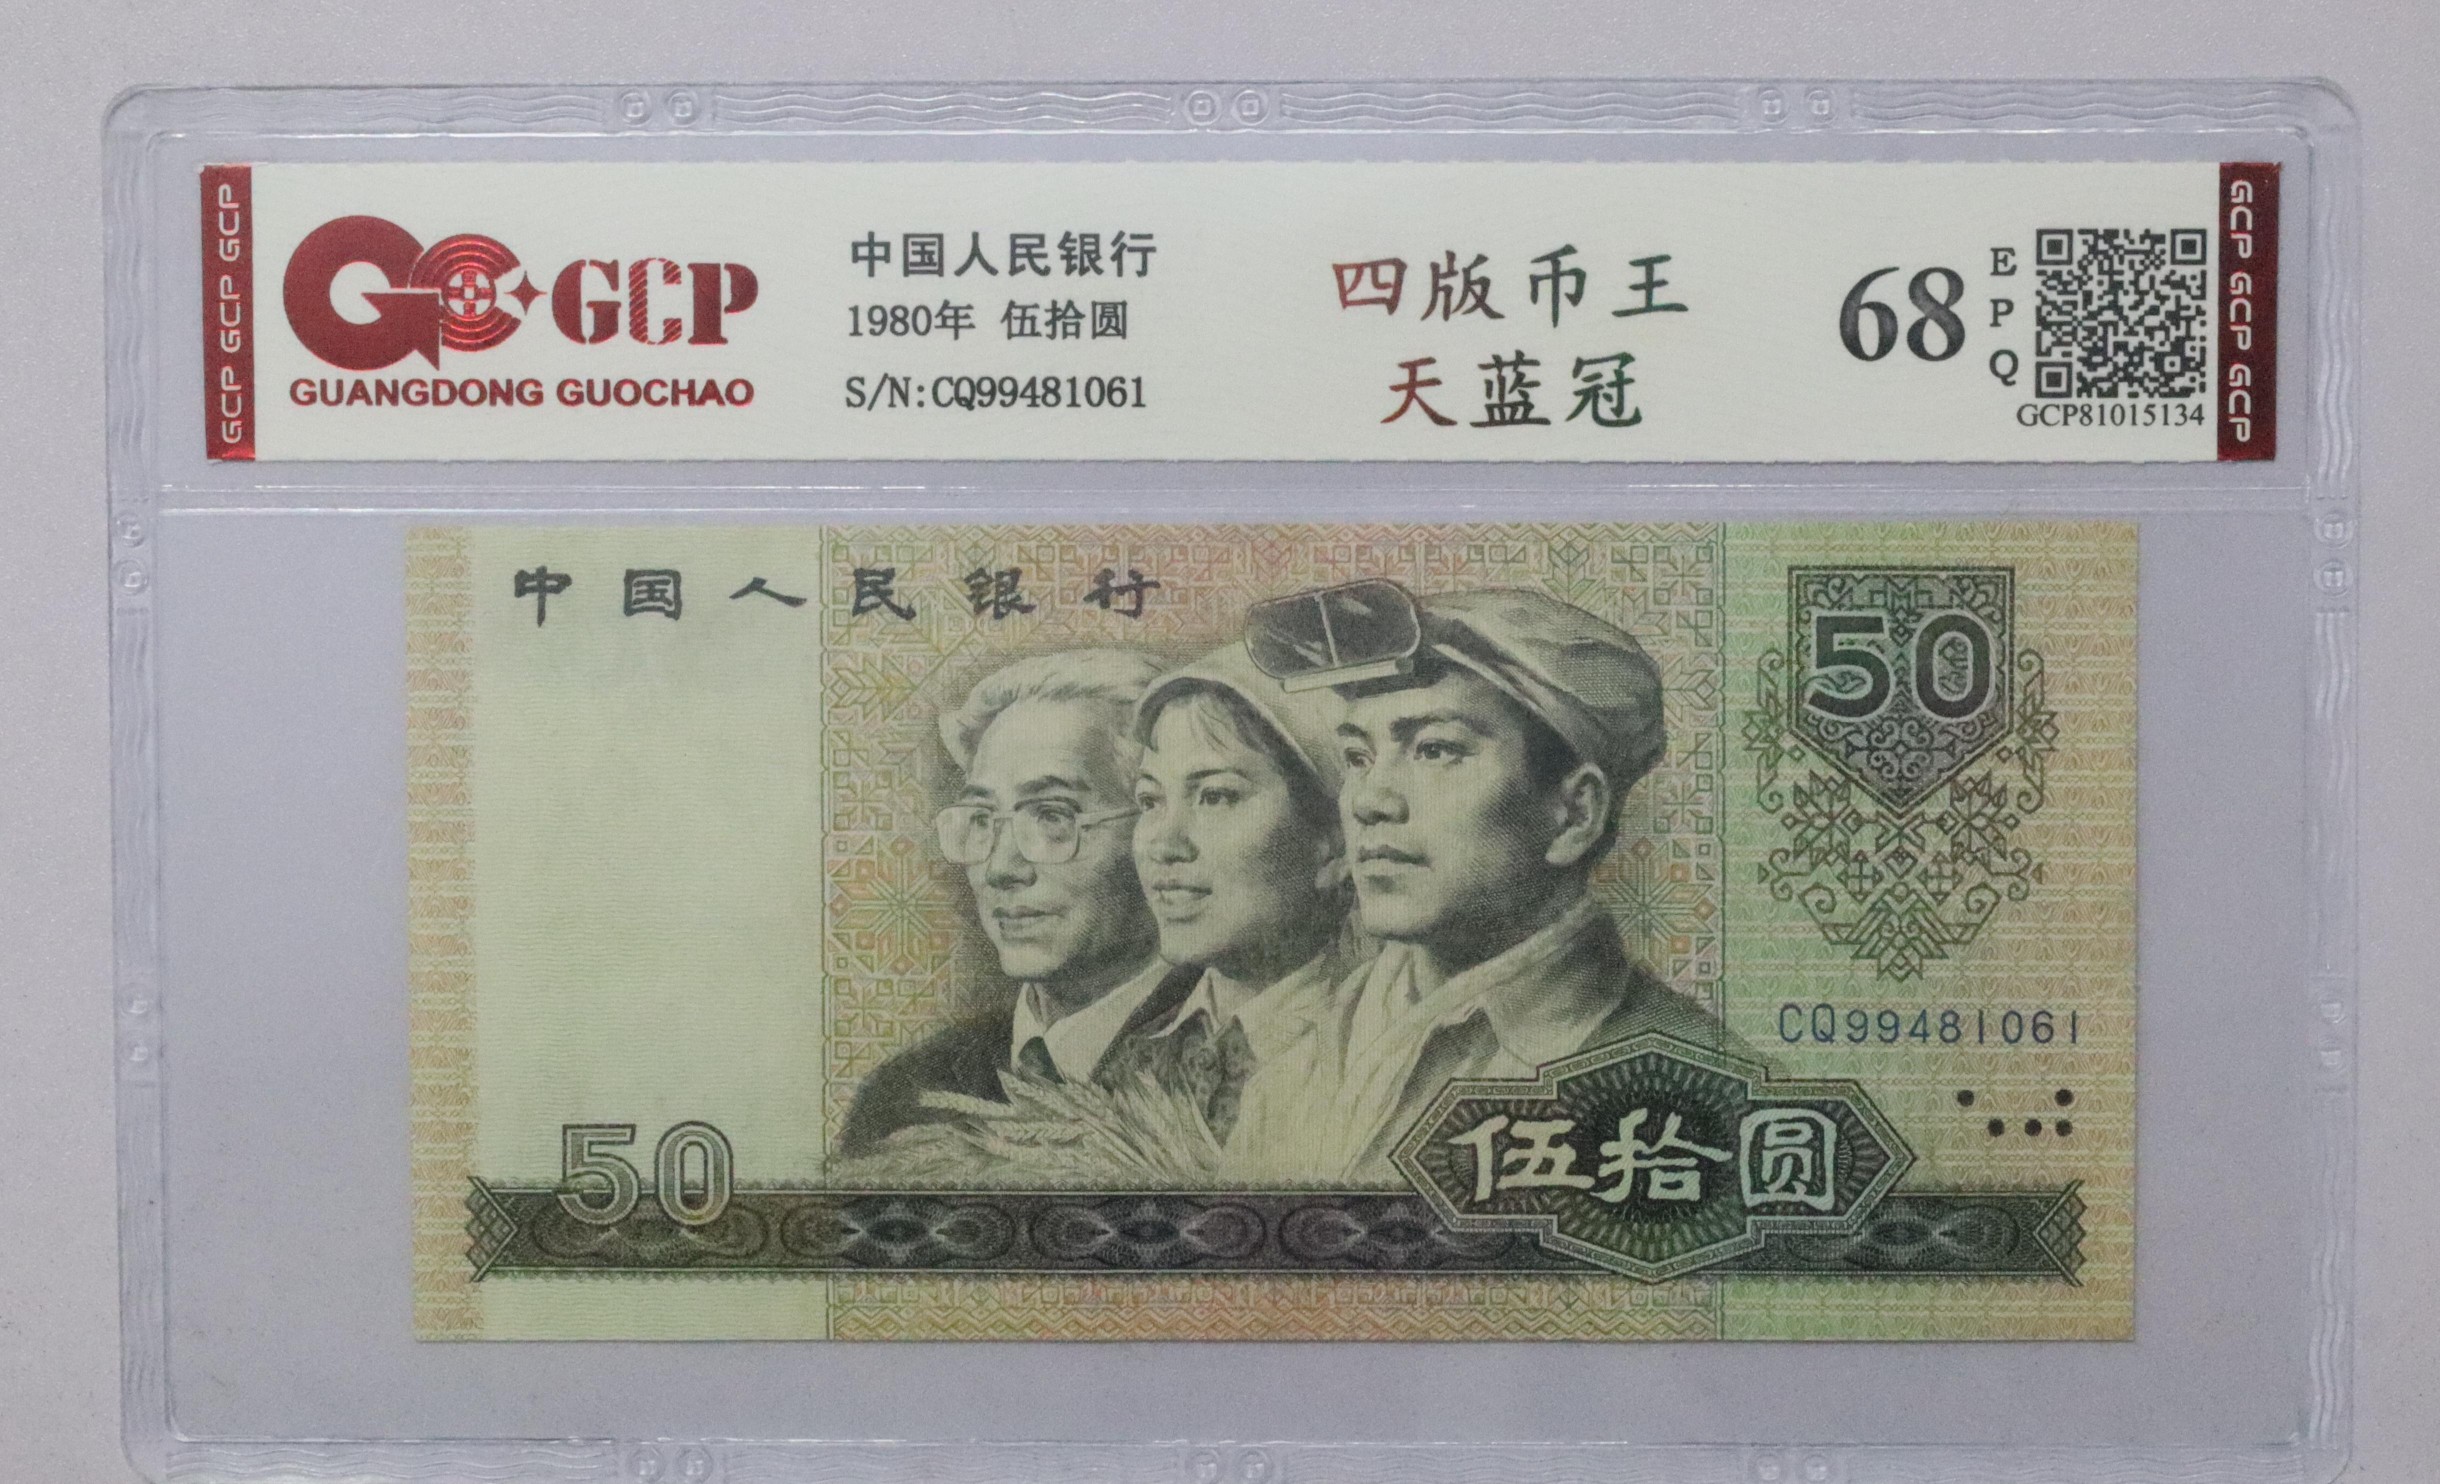 GCP GCP GCP
GCP
GUANGDONG GUOCHAO
中国人民银行
1980年 伍拾圆
S/N:CQ99481061
四版币王
天蓝冠
68
EPQ
GCP81015134
GCP GCP GCP
中国人民银行
50
CQ99481061
50
伍拾圆